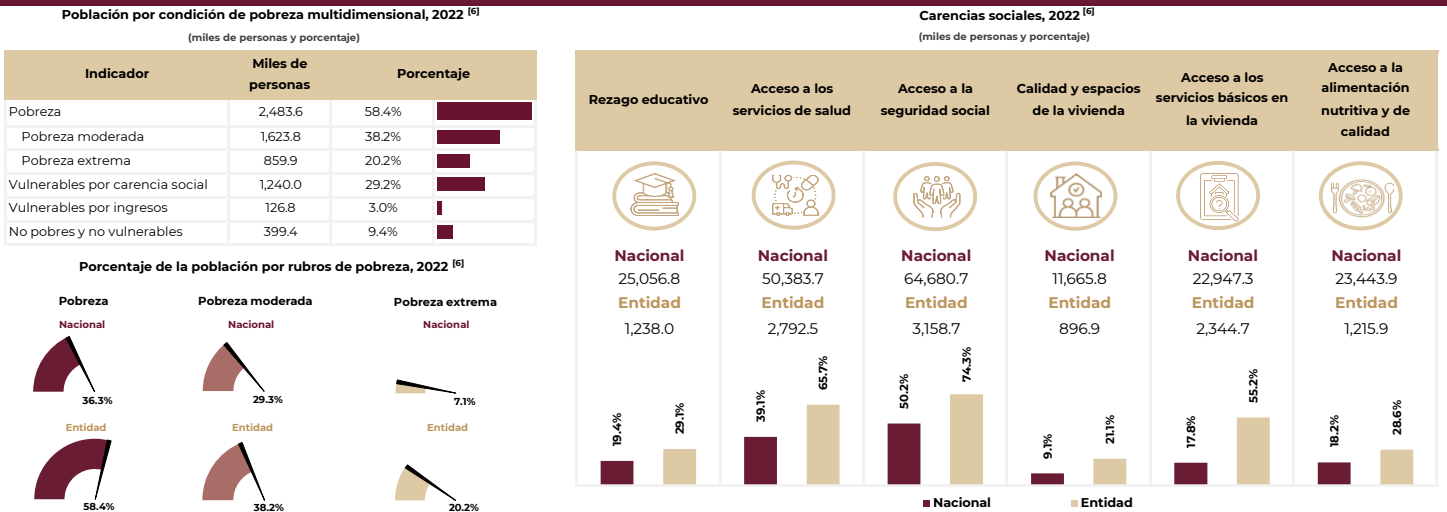 Población por condición de pobreza multidimensional, 2022 [6]
(miles de personas y porcentaje)
Indicador
Miles de
personas
Porcentaje
Pobreza 2,483.6 58.4%
Pobreza moderada 1,623.8 38.2%
Pobreza extrema 859.9 20.2%
Vulnerables por carencia social 1,240.0 29.2%
Vulnerables por ingresos 126.8 3.0%
No pobres y no vulnerables 399.4 9.4%
Porcentaje de la población por rubros de pobreza, 2022 [6]
Pobreza Pobreza moderada Pobreza extrema
Nacional Nacional Nacional
36.3% 29.3% 7.1%
Entidad Entidad Entidad
58.4% 38.2% 20.2%
Carencias sociales, 2022 [6]
(miles de personas y porcentaje)
Rezago educativo
Acceso a los
servicios de salud
Acceso a la
seguridad social
Calidad y espacios
de la vivienda
Acceso a los
servicios básicos en
la vivienda
Acceso a la
alimentación
nutritiva y de
calidad
Nacional Nacional Nacional Nacional Nacional Nacional
25,056.8 50,383.7 64,680.7 11,665.8 22,947.3 23,443.9
Entidad Entidad Entidad Entidad Entidad Entidad
1,238.0 2,792.5 3,158.7 896.9 2,344.7 1,215.9
19.4% 29.1% 39.1% 65.7% 50.2% 74.3% 9.1% 21.1% 17.8% 55.2% 18.2% 28.6%
Nacional Entidad